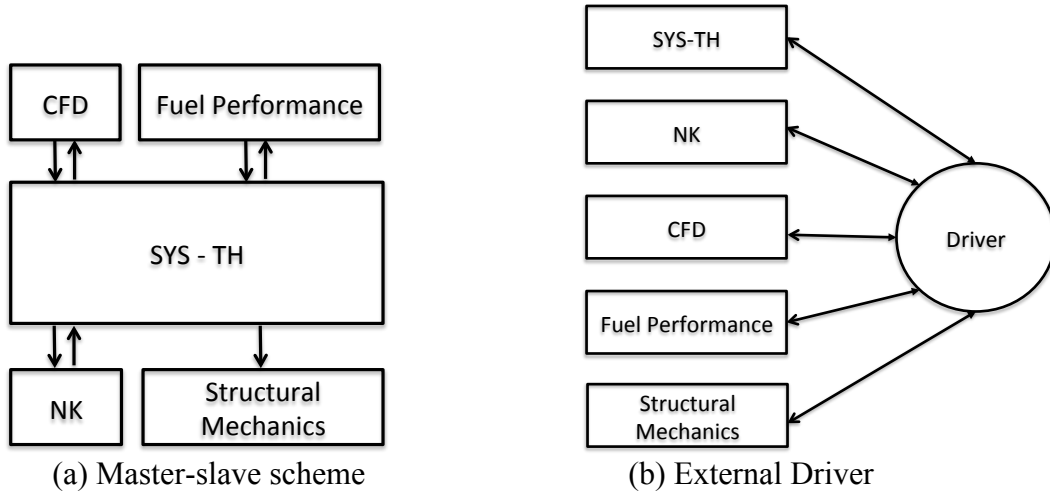 CFD
Fuel Performance
SYS - TH
NK
Structural
Mechanics
(a) Master-slave scheme
SYS-TH
NK
CFD
Fuel Performance
Structural
Mechanics
Driver
(b) External Driver